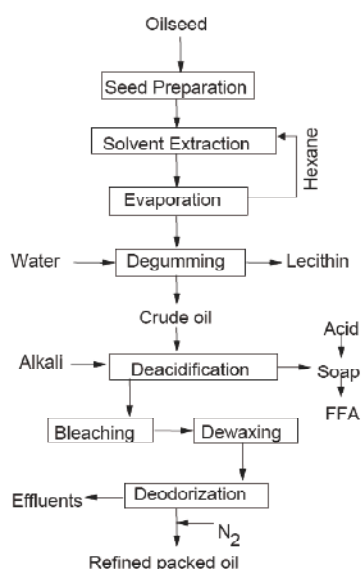 Oilseed
Seed Preparation
Solvent Extraction
Hexane
Evaporation
Water
Degumming
Lecithin
Crude oil
Acid
Alkali
Deacidification
Soap
FFA
Bleaching
Dewaxing
Effluents
Deodorization
N₂
Refined packed oil